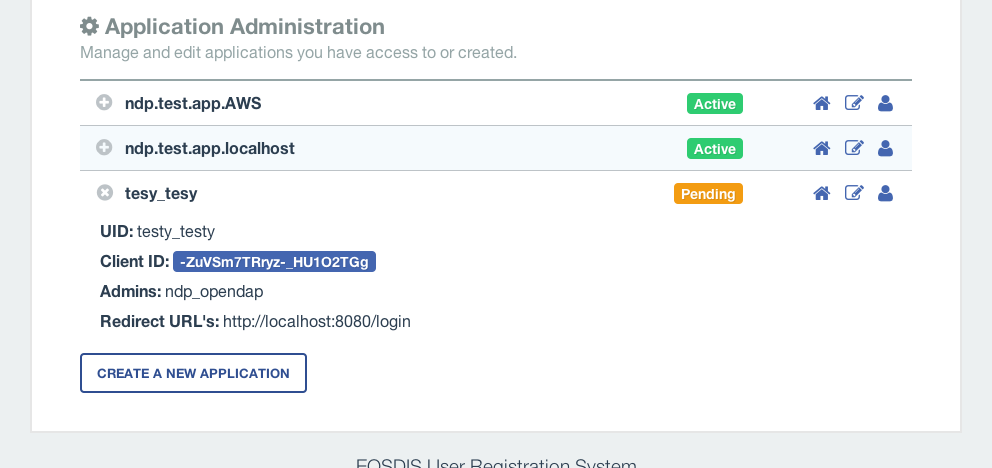 Application Administration
Manage and edit applications you have access to or created.
ndp.test.app.AWS Active
ndp.test.app.localhost Active
tesy_tesy Pending
UID: testy_testy
Client ID: -ZuVSm7TRryz-_HU1O2TGg
Admins: ndp_opendap
Redirect URL's: http://localhost:8080/login
CREATE A NEW APPLICATION
EOSDIS User Registration System